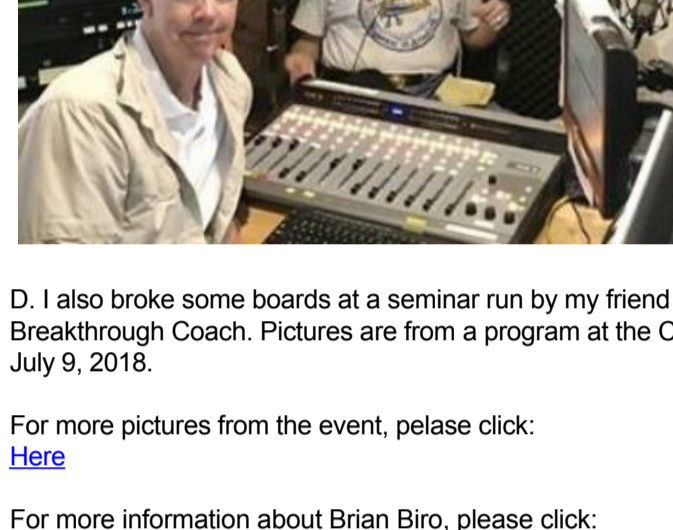 D. I also broke some boards at a seminar run by my friend
Breakthrough Coach. Pictures are from a program at the
July 9, 2018.
For more pictures from the event, pelase click:
Here
For more information about Brian Biro, please click: